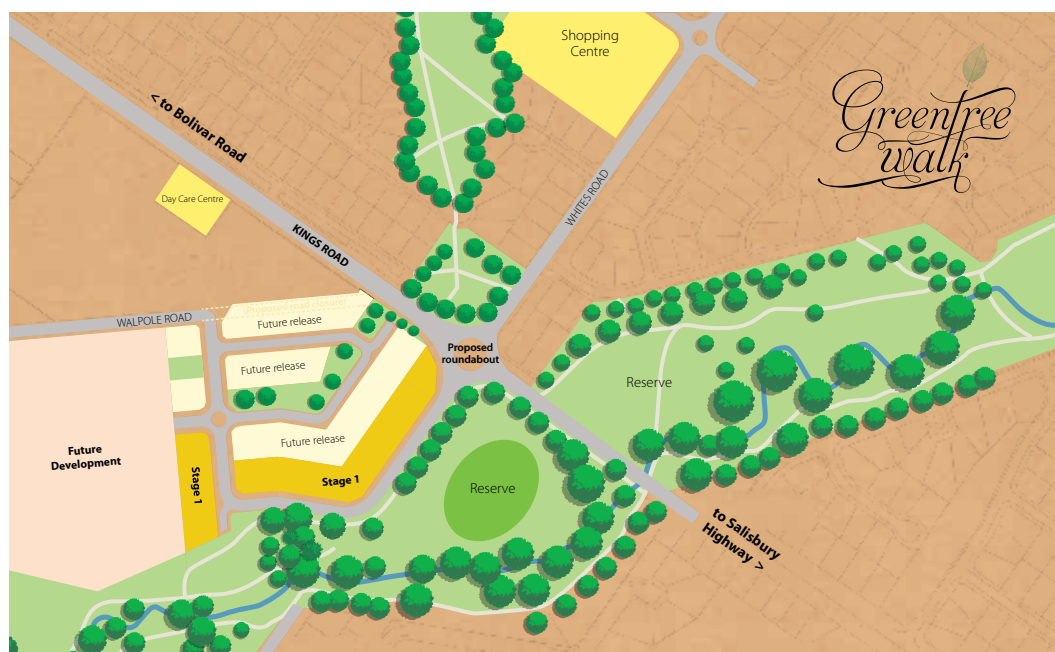 Shopping
Centre
Greentree
walk
< to Bolivar Road
Day Care Centre
WHITES ROAD
KINGS ROAD
WALPOLE ROAD
Future release
Proposed
roundabout
Future release
Reserve
Future release
Future
Development
Stage 1
Stage 1
Reserve
to Salisbury
Highway >